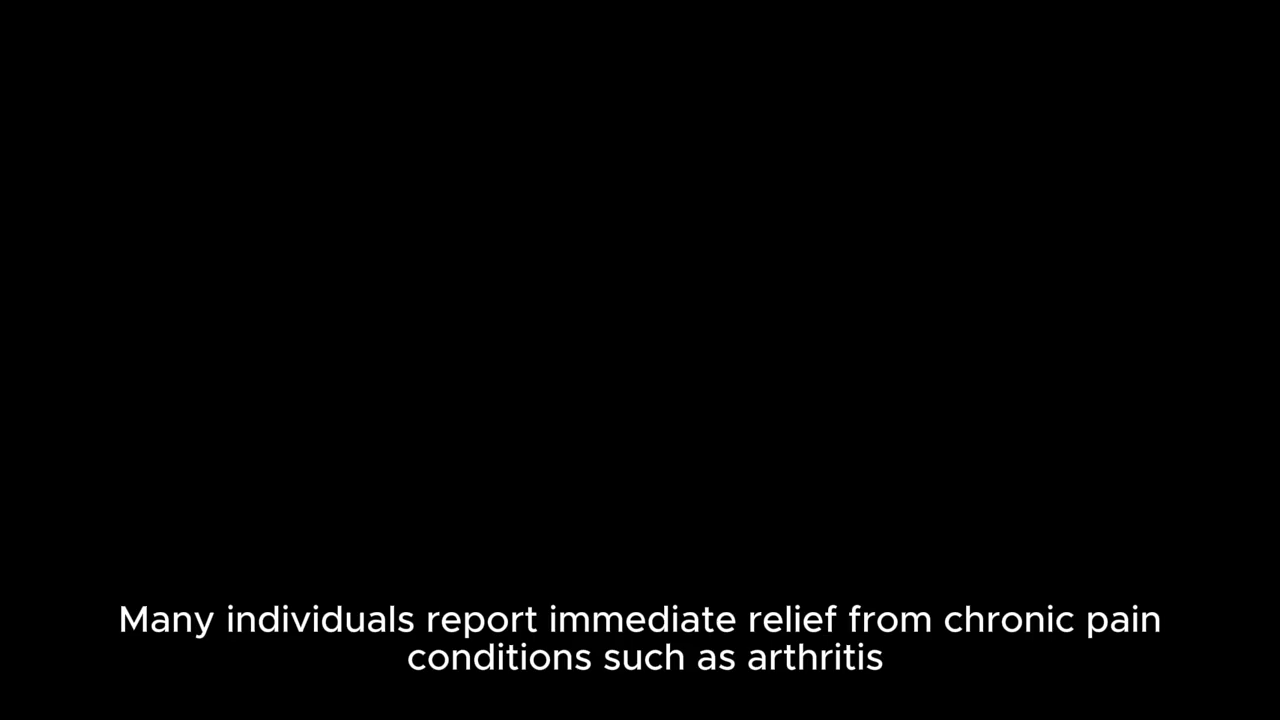 Many individuals report immediate relief from chronic pain
conditions such as arthritis